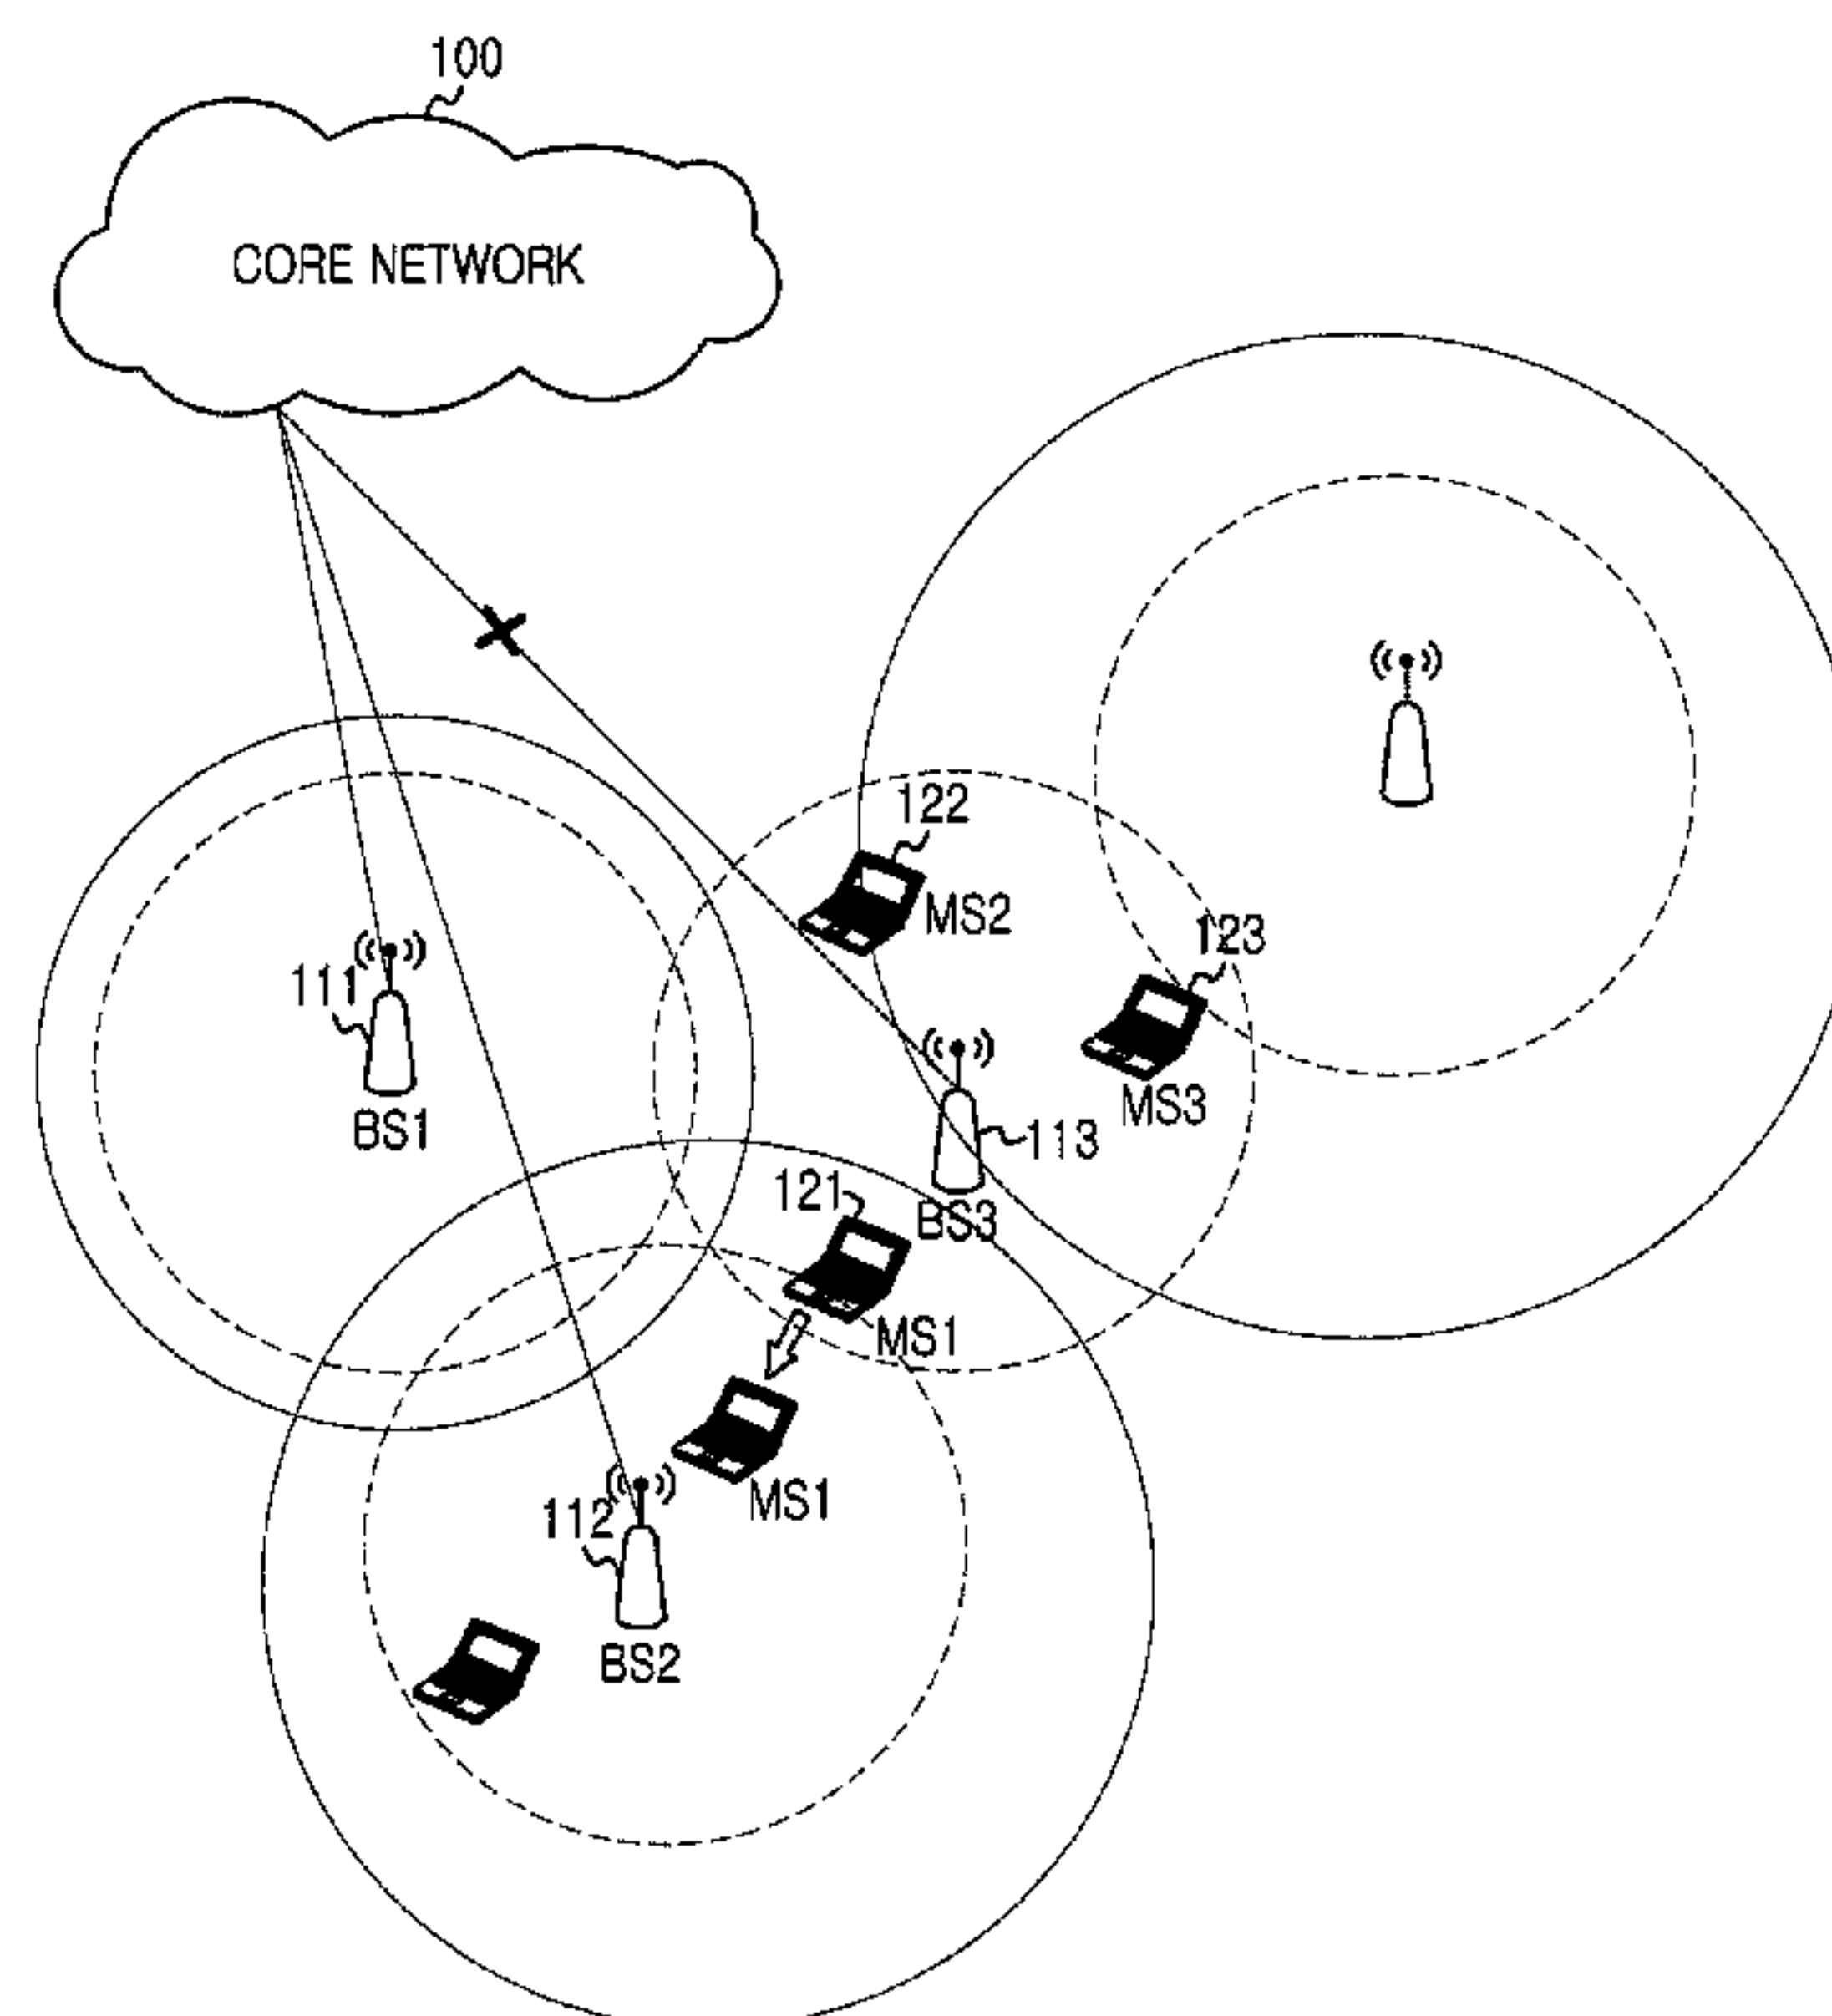 100
CORE NETWORK
122
MS2
123
111
MS3
BS1
113
121
BS3
MS1
MS1
112
BS2